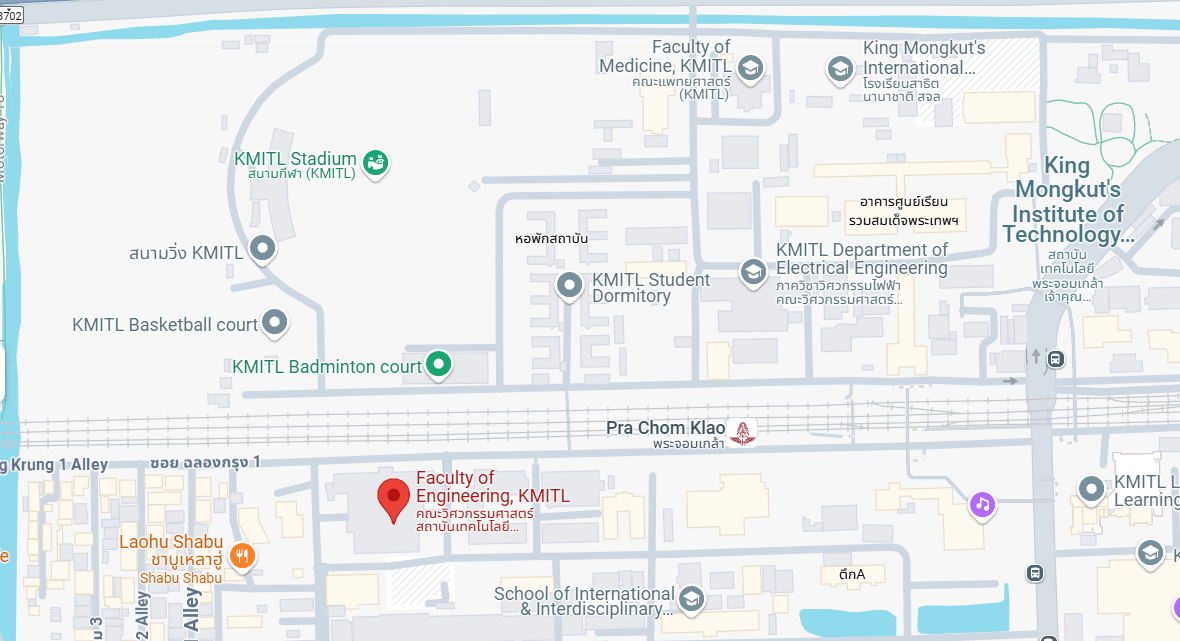 3702
Faculty of
Medicine, KMITL
คณะแพทยศาสตร์
(KMITL)
King Mongkut's
International...
โรงเรียนสาธิต
นานาชาติ สจล
KMITL Stadium
สนามกีฬา (KMITL)
King
Mongkut's
Institute of
Technology...
สถาบัน
เทคโนโลยี
พระจอมเกล้า
เจ้าคุณ...
อาคารศูนย์เรียน
รวมสมเด็จพระเทพฯ
สนามวิ่ง KMITL
หอพักสถาบัน
KMITL Department of
Electrical Engineering
ภาควิชาวิศวกรรมไฟฟ้า
คณะวิศวกรรมศาสตร์...
KMITL Student
Dormitory
KMITL Basketball court
KMITL Badminton court
Pra Chom Klao
พระจอมเกล้า
g Krung 1 Alley
ซอย ฉลองกรุง 1
Faculty of
Engineering, KMITL
คณะวิศวกรรมศาสตร์
สถาบันเทคโนโลยี...
KMITL L
Learning
Laohu Shabu
ชาบูเหลาฮู่
Shabu Shabu
e
ตึกA
School of International
& Interdisciplinary...
K
ม 3
2 Alley
1 Alley